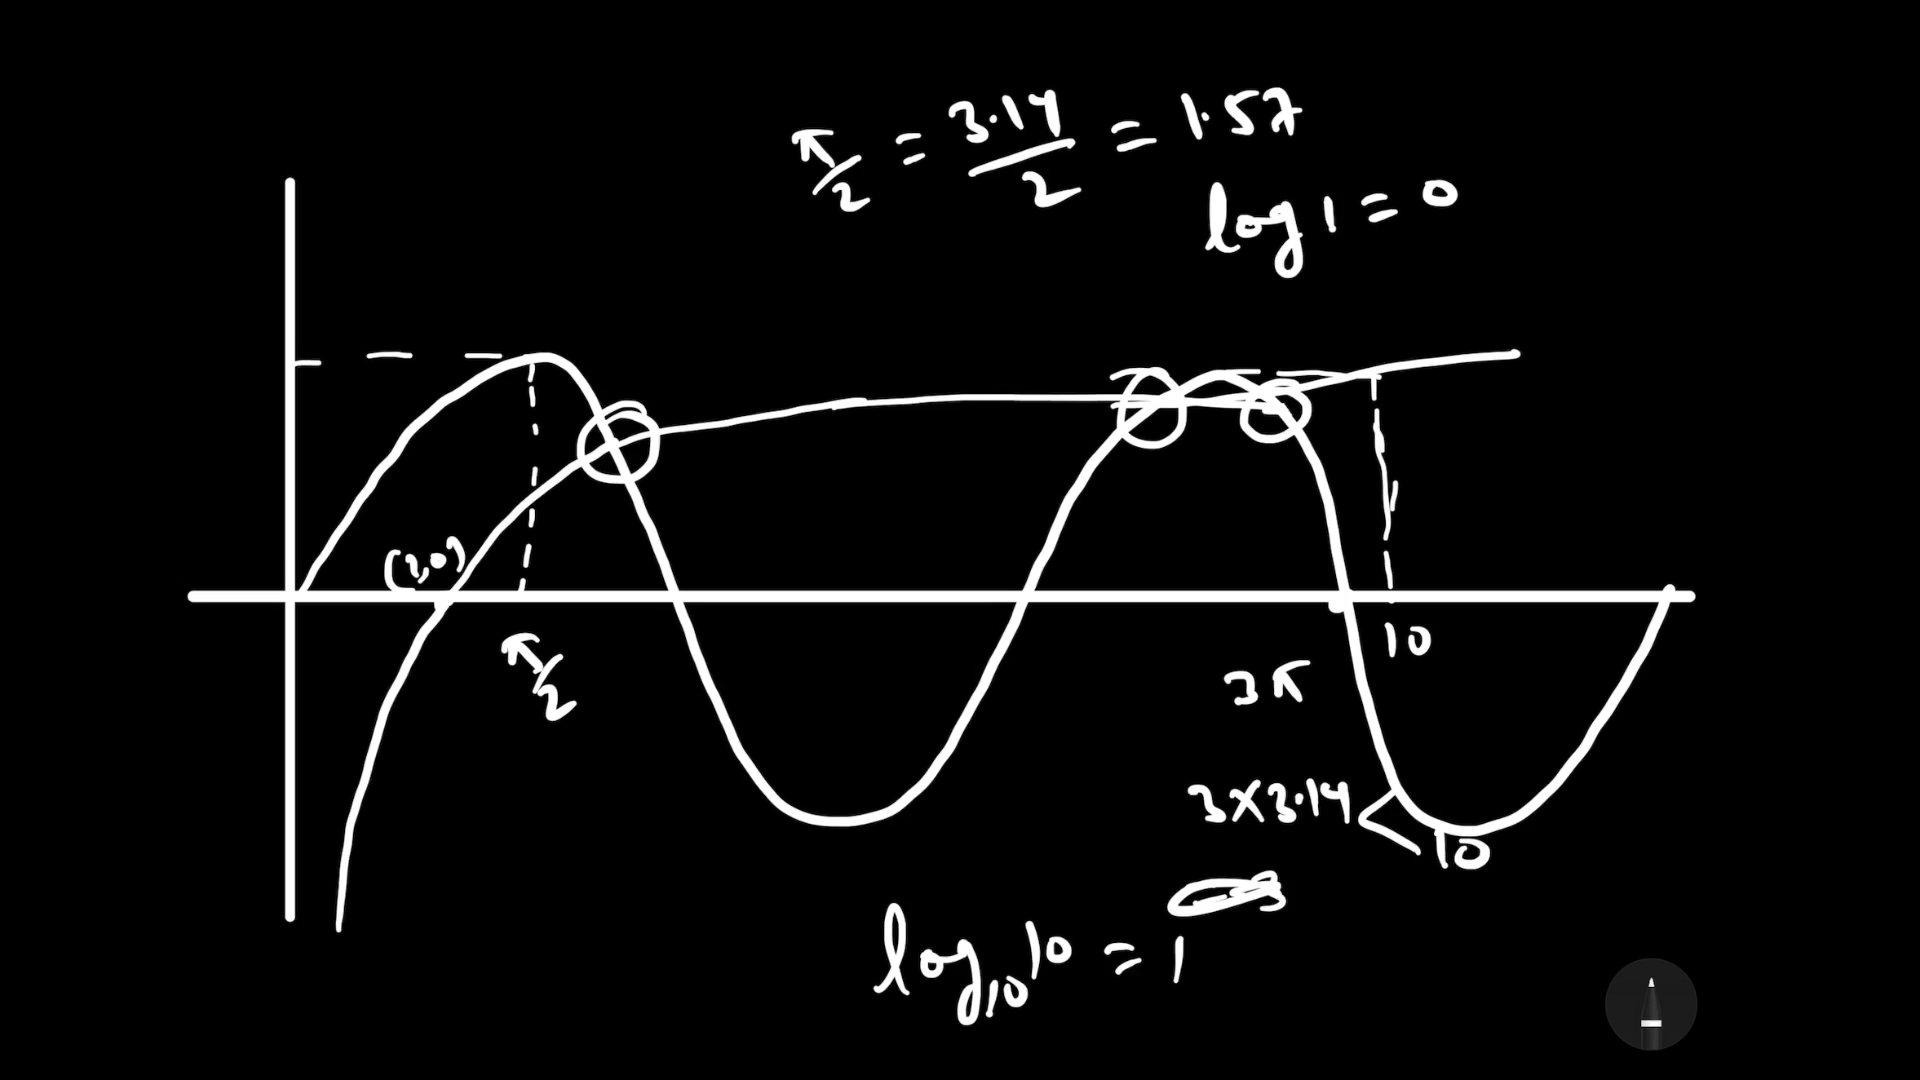 π/2 = 3.14/2 = 1.57
log 1 = 0
(1,0)
π/2
10
3π
3×3.14 < 10
log₁₀10 = 1